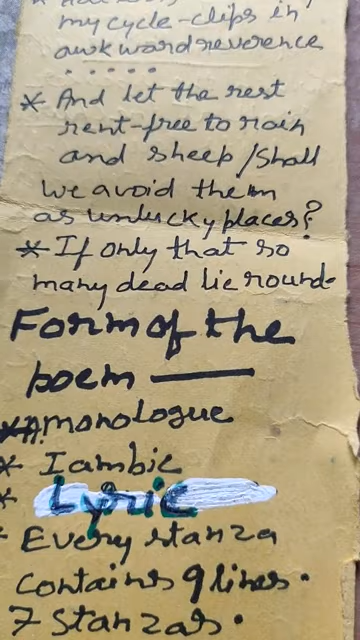 my cycle-clips in
awkward reverence
.....
* And let the rest
rent-free to rain
and sheep/Shall
we avoid them
as unlucky places?
* If only that so
many dead lie round.
Form of the
poem —
* monologue
* Iambic
* Lyric
* Every stanza
contains 9 lines.
7 stanzas.